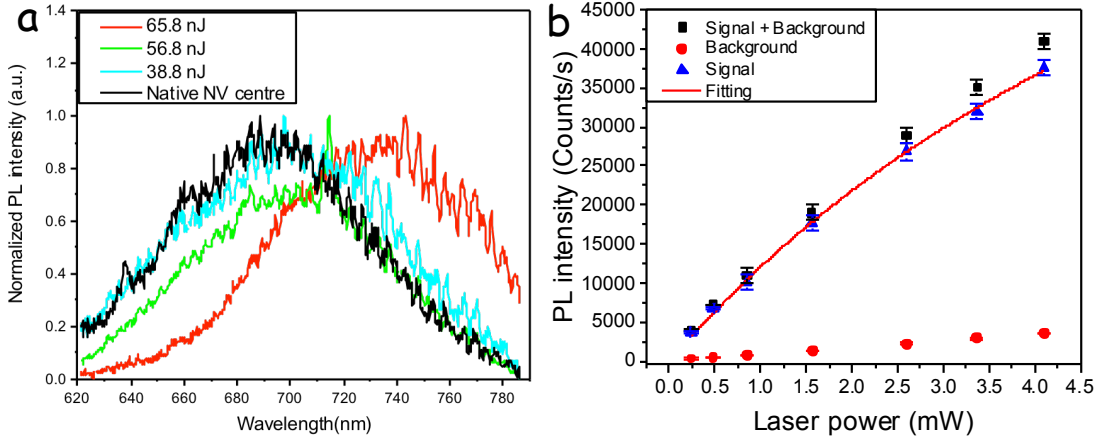 a
65.8 nJ
56.8 nJ
38.8 nJ
Native NV centre
Normalized PL intensity (a.u.)
1.4
1.2
1.0
0.8
0.6
0.4
0.2
0.0
620 640 660 680 700 720 740 760 780
Wavelength(nm)
b
Signal + Background
Background
Signal
Fitting
PL intensity (Counts/s)
45000
40000
35000
30000
25000
20000
15000
10000
5000
0
0.0 0.5 1.0 1.5 2.0 2.5 3.0 3.5 4.0 4.5
Laser power (mW)